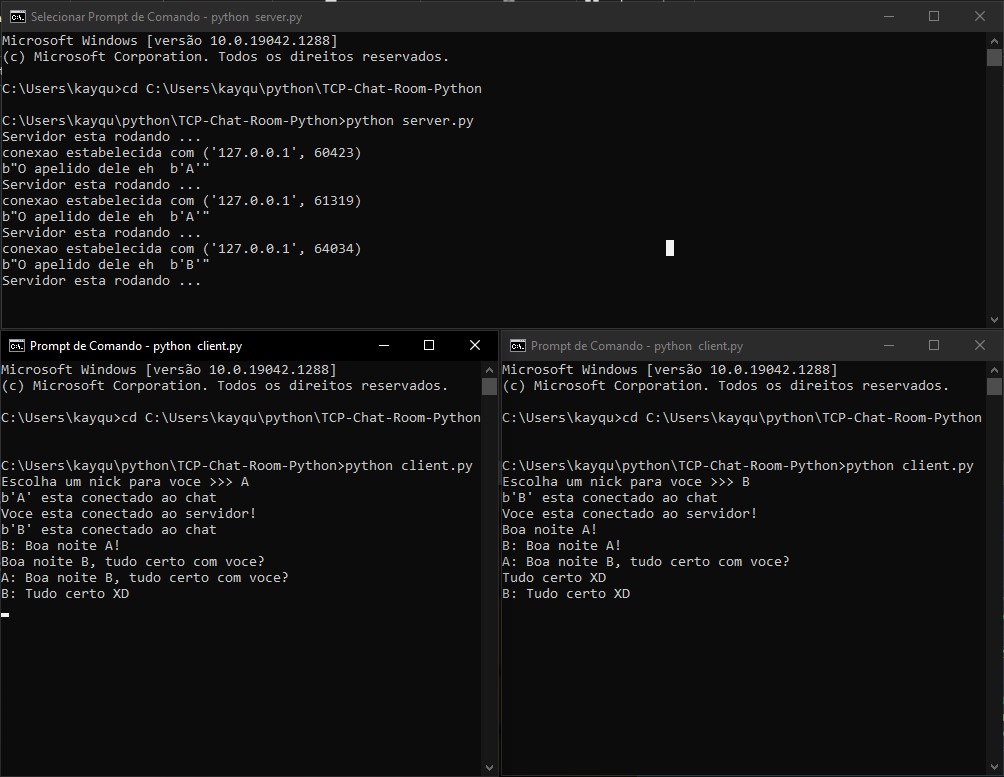 Selecionar Prompt de Comando - python  server.py
Microsoft Windows [versão 10.0.19042.1288]
(c) Microsoft Corporation. Todos os direitos reservados.
C:\Users\kayqu>cd C:\Users\kayqu\python\TCP-Chat-Room-Python
C:\Users\kayqu\python\TCP-Chat-Room-Python>python server.py
Servidor esta rodando ...
conexao estabelecida com ('127.0.0.1', 60423)
b"O apelido dele eh  b'A'"
Servidor esta rodando ...
conexao estabelecida com ('127.0.0.1', 61319)
b"O apelido dele eh  b'A'"
Servidor esta rodando ...
conexao estabelecida com ('127.0.0.1', 64034)
b"O apelido dele eh  b'B'"
Servidor esta rodando ...
Prompt de Comando - python  client.py
Microsoft Windows [versão 10.0.19042.1288]
(c) Microsoft Corporation. Todos os direitos reservados.
C:\Users\kayqu>cd C:\Users\kayqu\python\TCP-Chat-Room-Python
C:\Users\kayqu\python\TCP-Chat-Room-Python>python client.py
Escolha um nick para voce >>> A
b'A' esta conectado ao chat
Voce esta conectado ao servidor!
b'B' esta conectado ao chat
B: Boa noite A!
Boa noite B, tudo certo com voce?
A: Boa noite B, tudo certo com voce?
B: Tudo certo XD
Prompt de Comando - python  client.py
Microsoft Windows [versão 10.0.19042.1288]
(c) Microsoft Corporation. Todos os direitos reservados.
C:\Users\kayqu>cd C:\Users\kayqu\python\TCP-Chat-Room-Python
C:\Users\kayqu\python\TCP-Chat-Room-Python>python client.py
Escolha um nick para voce >>> B
b'B' esta conectado ao chat
Voce esta conectado ao servidor!
Boa noite A!
B: Boa noite A!
A: Boa noite B, tudo certo com voce?
Tudo certo XD
B: Tudo certo XD